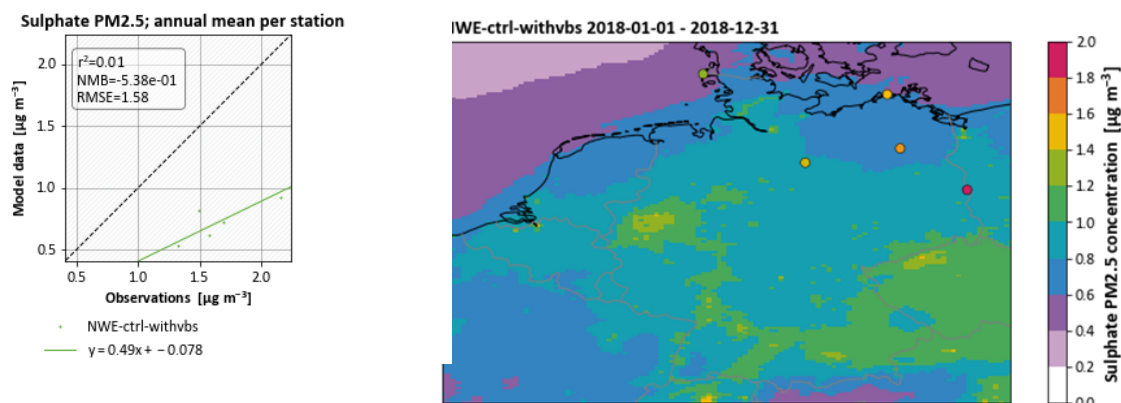 Sulphate PM2.5; annual mean per station
r²=0.01
NMB=-5.38e-01
RMSE=1.58
2.0
1.5
1.0
0.5
Model data [µg m⁻³]
0.5 1.0 1.5 2.0
Observations [µg m⁻³]
NWE-ctrl-withvbs
y = 0.49x + −0.078
WE-ctrl-withvbs 2018-01-01 - 2018-12-31
2.0
1.8
1.6
1.4
1.2
1.0
0.8
0.6
0.4
0.2
0.0
Sulphate PM2.5 concentration [µg m⁻³]